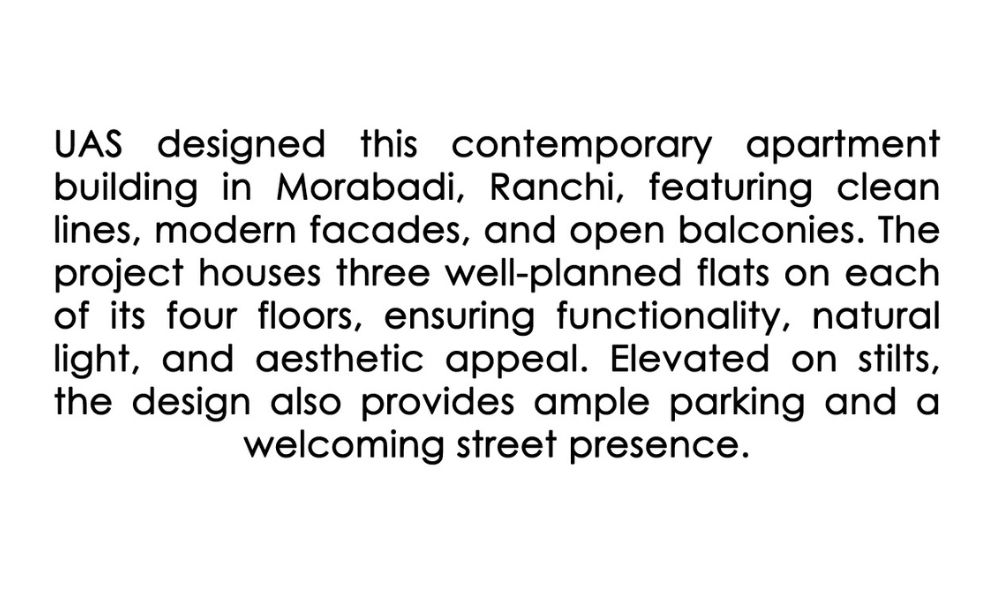 UAS designed this contemporary apartment
building in Morabadi, Ranchi, featuring clean
lines, modern facades, and open balconies. The
project houses three well-planned flats on each
of its four floors, ensuring functionality, natural
light, and aesthetic appeal. Elevated on stilts,
the design also provides ample parking and a
welcoming street presence.